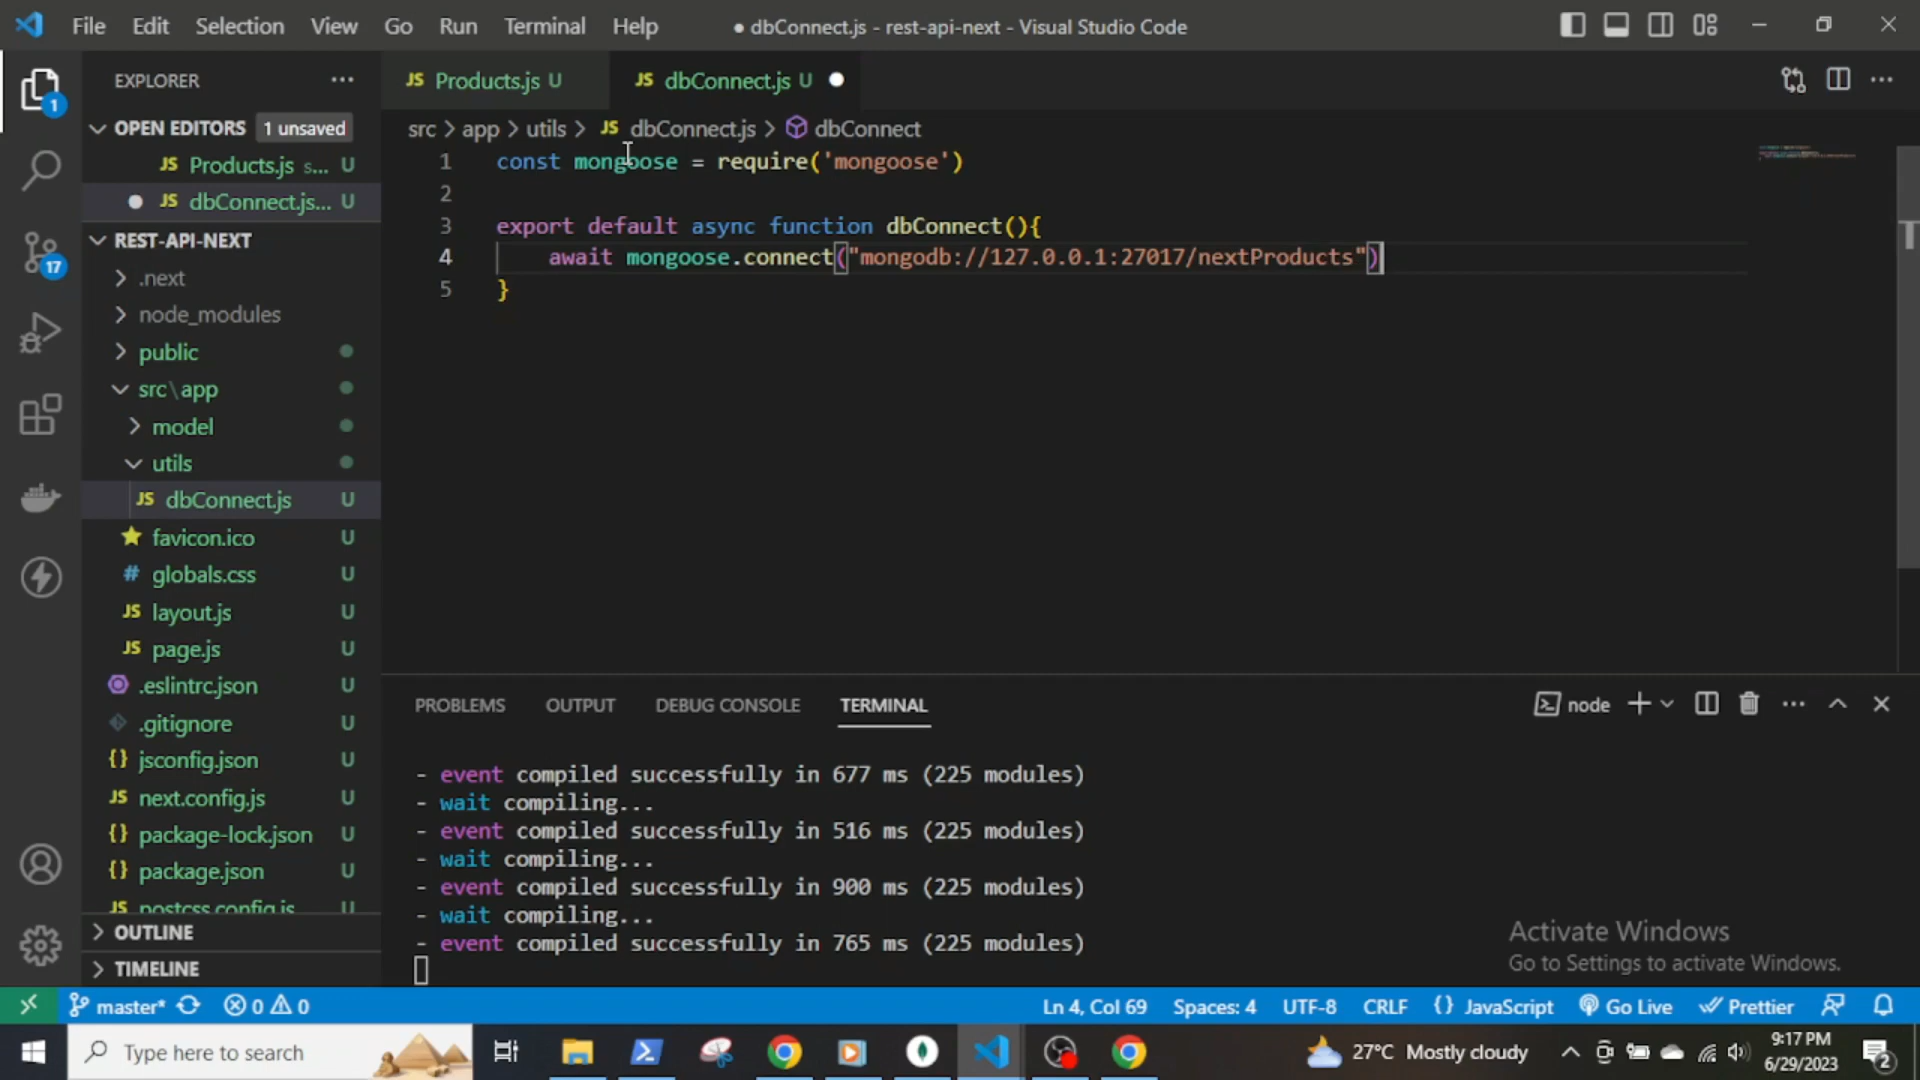 File Edit Selection View Go Run Terminal Help
● dbConnect.js - rest-api-next - Visual Studio Code
EXPLORER
OPEN EDITORS 1 unsaved
JS Products.js s... U
● JS dbConnect.js... U
REST-API-NEXT
.next
node_modules
public
src\app
model
utils
JS dbConnect.js U
favicon.ico U
# globals.css U
JS layout.js U
JS page.js U
.eslintrc.json U
.gitignore U
{} jsconfig.json U
JS next.config.js U
{} package-lock.json U
{} package.json U
JS postcss.config.js U
OUTLINE
TIMELINE
1
17
JS Products.js U
JS dbConnect.js U ●
src > app > utils > JS dbConnect.js > dbConnect
1 const mongoose = require('mongoose')
2
3 export default async function dbConnect(){
4 await mongoose.connect("mongodb://127.0.0.1:27017/nextProducts")
5 }
PROBLEMS OUTPUT DEBUG CONSOLE TERMINAL
node
- event compiled successfully in 677 ms (225 modules)
- wait compiling...
- event compiled successfully in 516 ms (225 modules)
- wait compiling...
- event compiled successfully in 900 ms (225 modules)
- wait compiling...
- event compiled successfully in 765 ms (225 modules)
Activate Windows
Go to Settings to activate Windows.
master* 0 0
Ln 4, Col 69 Spaces: 4 UTF-8 CRLF {} JavaScript Go Live Prettier
Type here to search
27°C Mostly cloudy
9:17 PM
6/29/2023
2